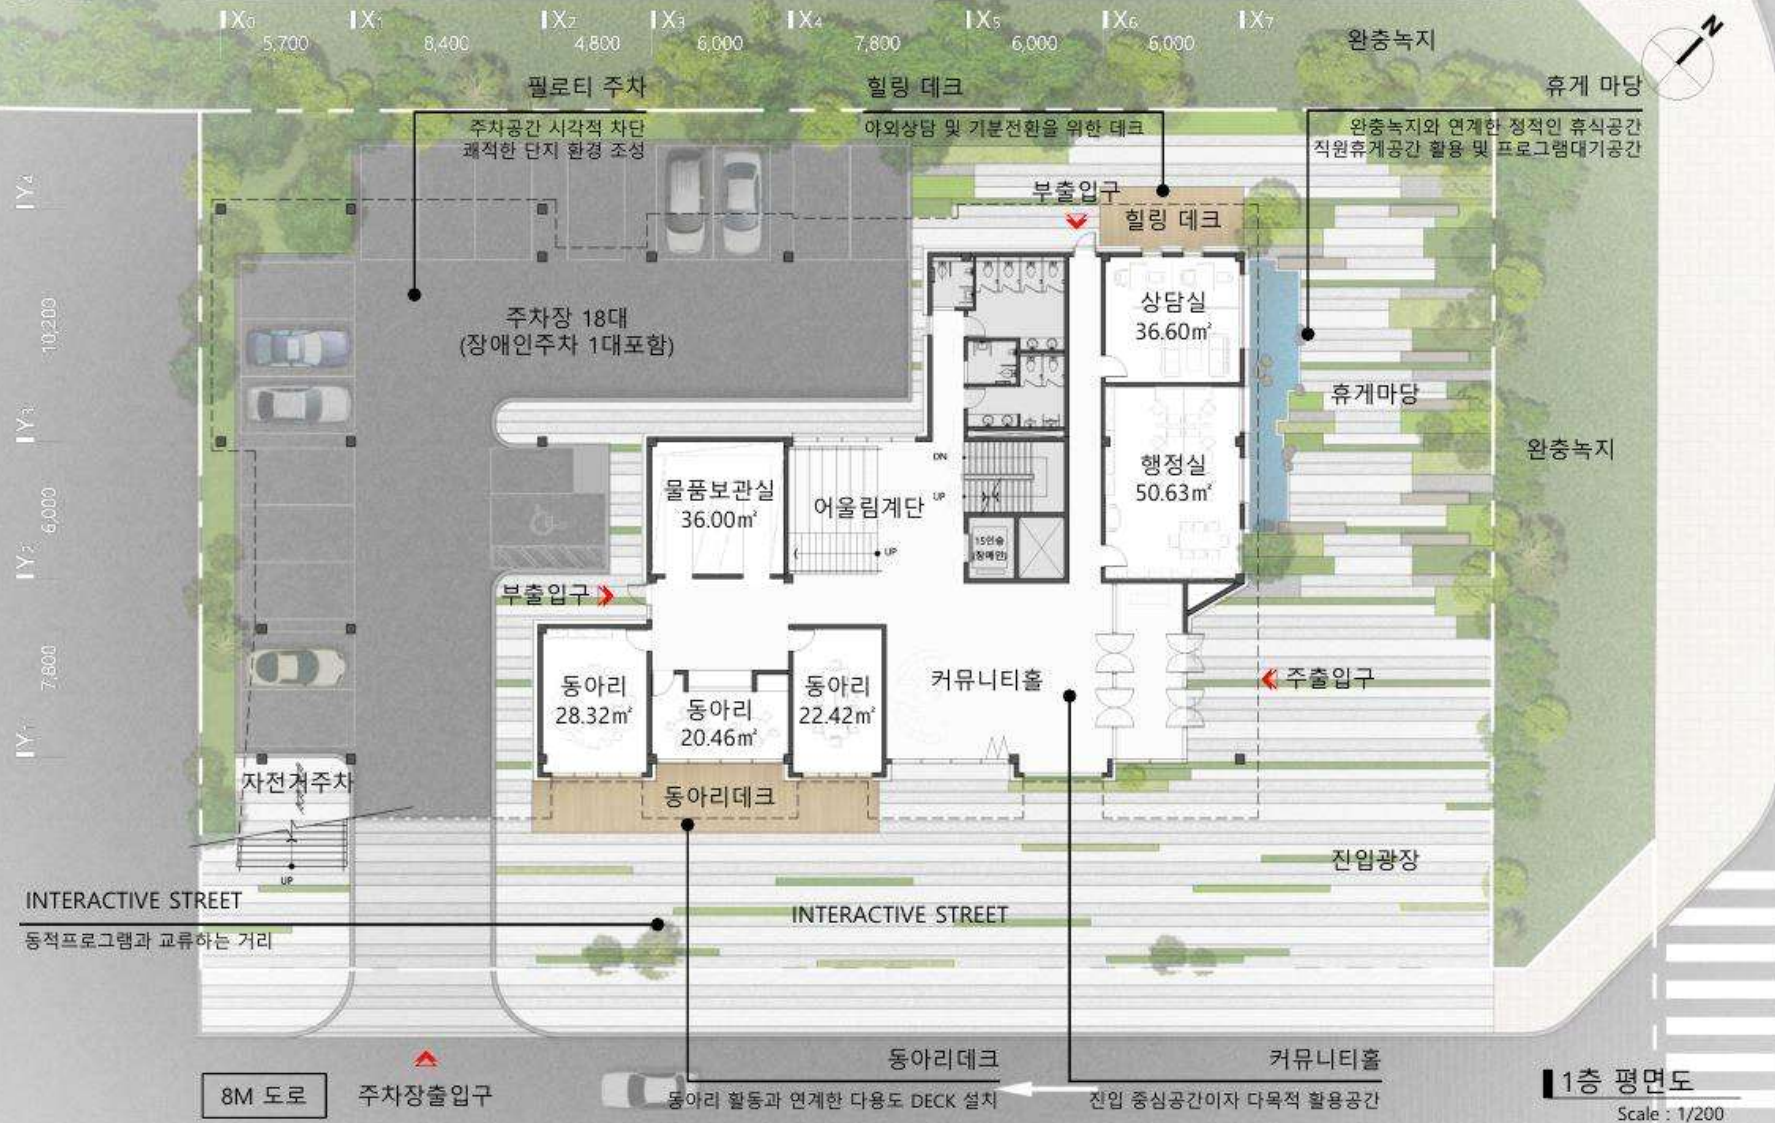 X0
X1
X2
X3
X4
X5
X6
X7
5,700
8,400
4,800
6,000
7,800
6,000
6,000
완충녹지
N
필로티 주차
주차공간 시각적 차단
쾌적한 단지 환경 조성
힐링 데크
야외상담 및 기분전환을 위한 데크
휴게 마당
완충녹지와 연계한 정적인 휴식공간
직원휴게공간 활용 및 프로그램대기공간
Y4
10,200
Y3
6,000
Y2
7,800
Y1
부출입구
힐링 데크
주차장 18대
(장애인주차 1대포함)
상담실
36.60㎡
휴게마당
완충녹지
행정실
50.63㎡
물품보관실
36.00㎡
어울림계단
DN
UP
UP
15인승
(장애인)
부출입구
동아리
28.32㎡
동아리
20.46㎡
동아리
22.42㎡
커뮤니티홀
주출입구
자전거주차
동아리데크
UP
진입광장
INTERACTIVE STREET
동적프로그램과 교류하는 거리
INTERACTIVE STREET
8M 도로
주차장출입구
동아리데크
동아리 활동과 연계한 다용도 DECK 설치
커뮤니티홀
진입 중심공간이자 다목적 활용공간
1층 평면도
Scale : 1/200